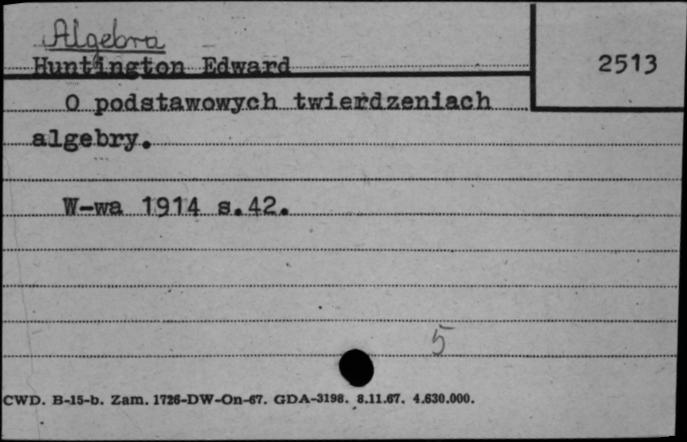 Algebra
Huntington Edward
2513
O podstawowych twierdzeniach
algebry.
W-wa 1914 s.42.
5
CWD. B-15-b. Zam. 1726-DW-On-67. GDA-3198. 8.11.67. 4.630.000.